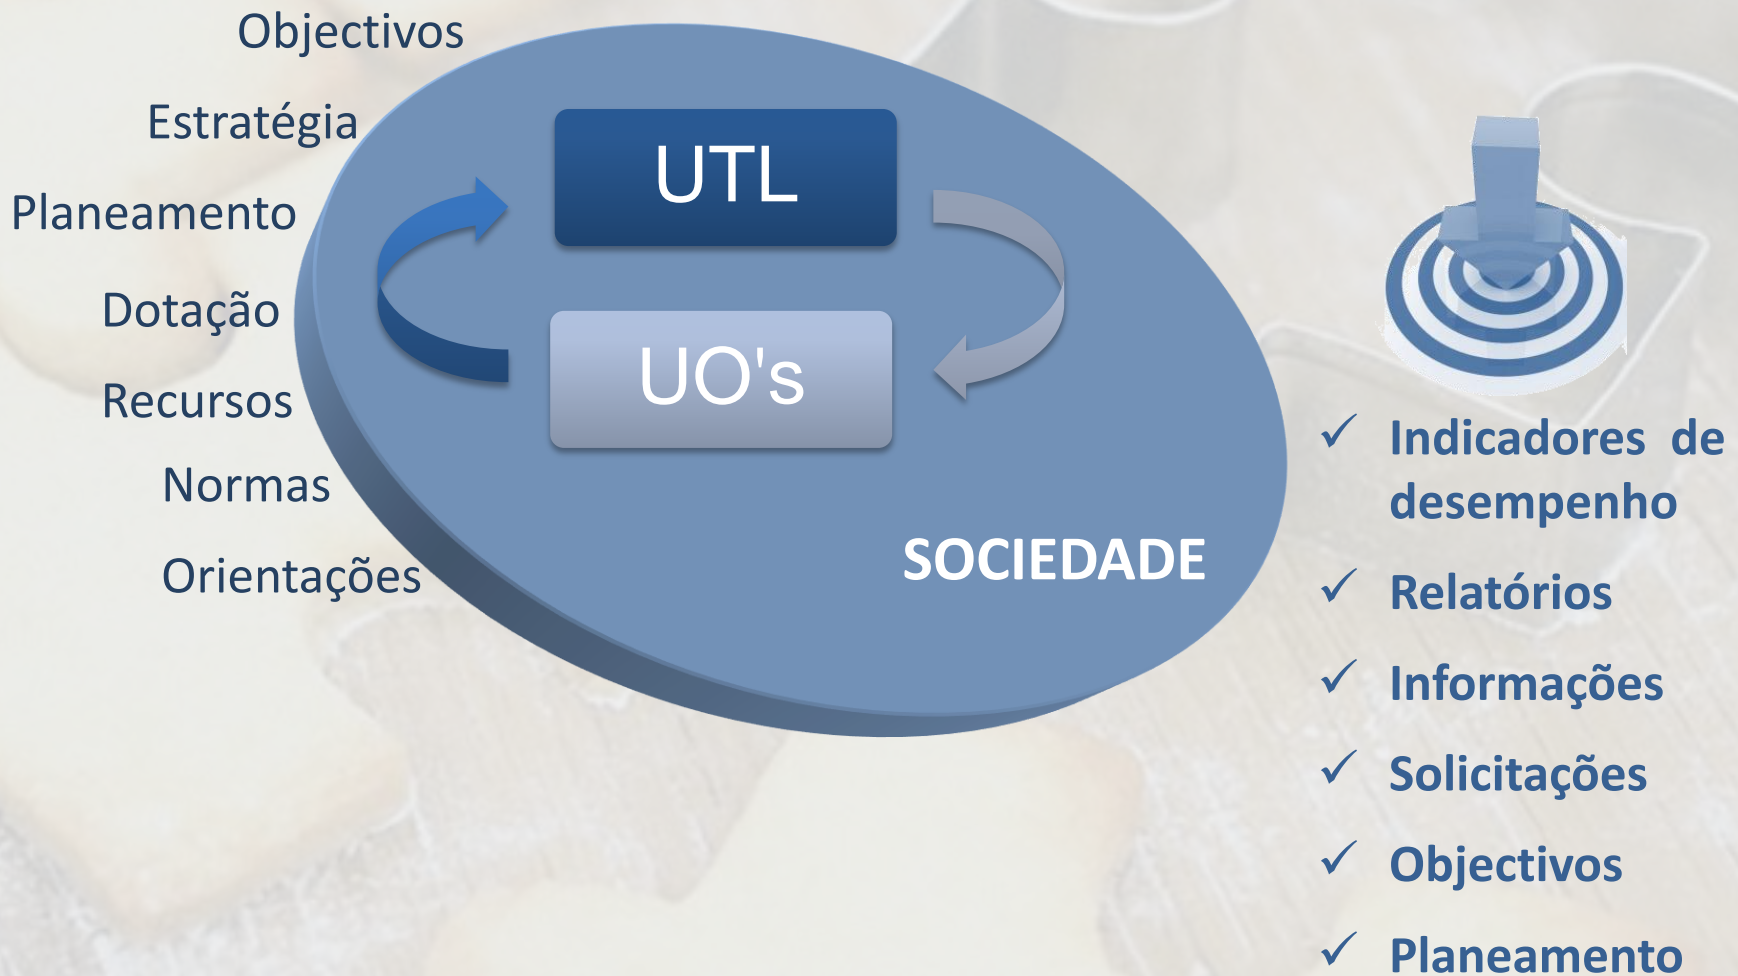 Objectivos
Estratégia
Planeamento
Dotação
Recursos
Normas
Orientações
UTL
UO's
SOCIEDADE
✓ Indicadores de
desempenho
✓ Relatórios
✓ Informações
✓ Solicitações
✓ Objectivos
✓ Planeamento